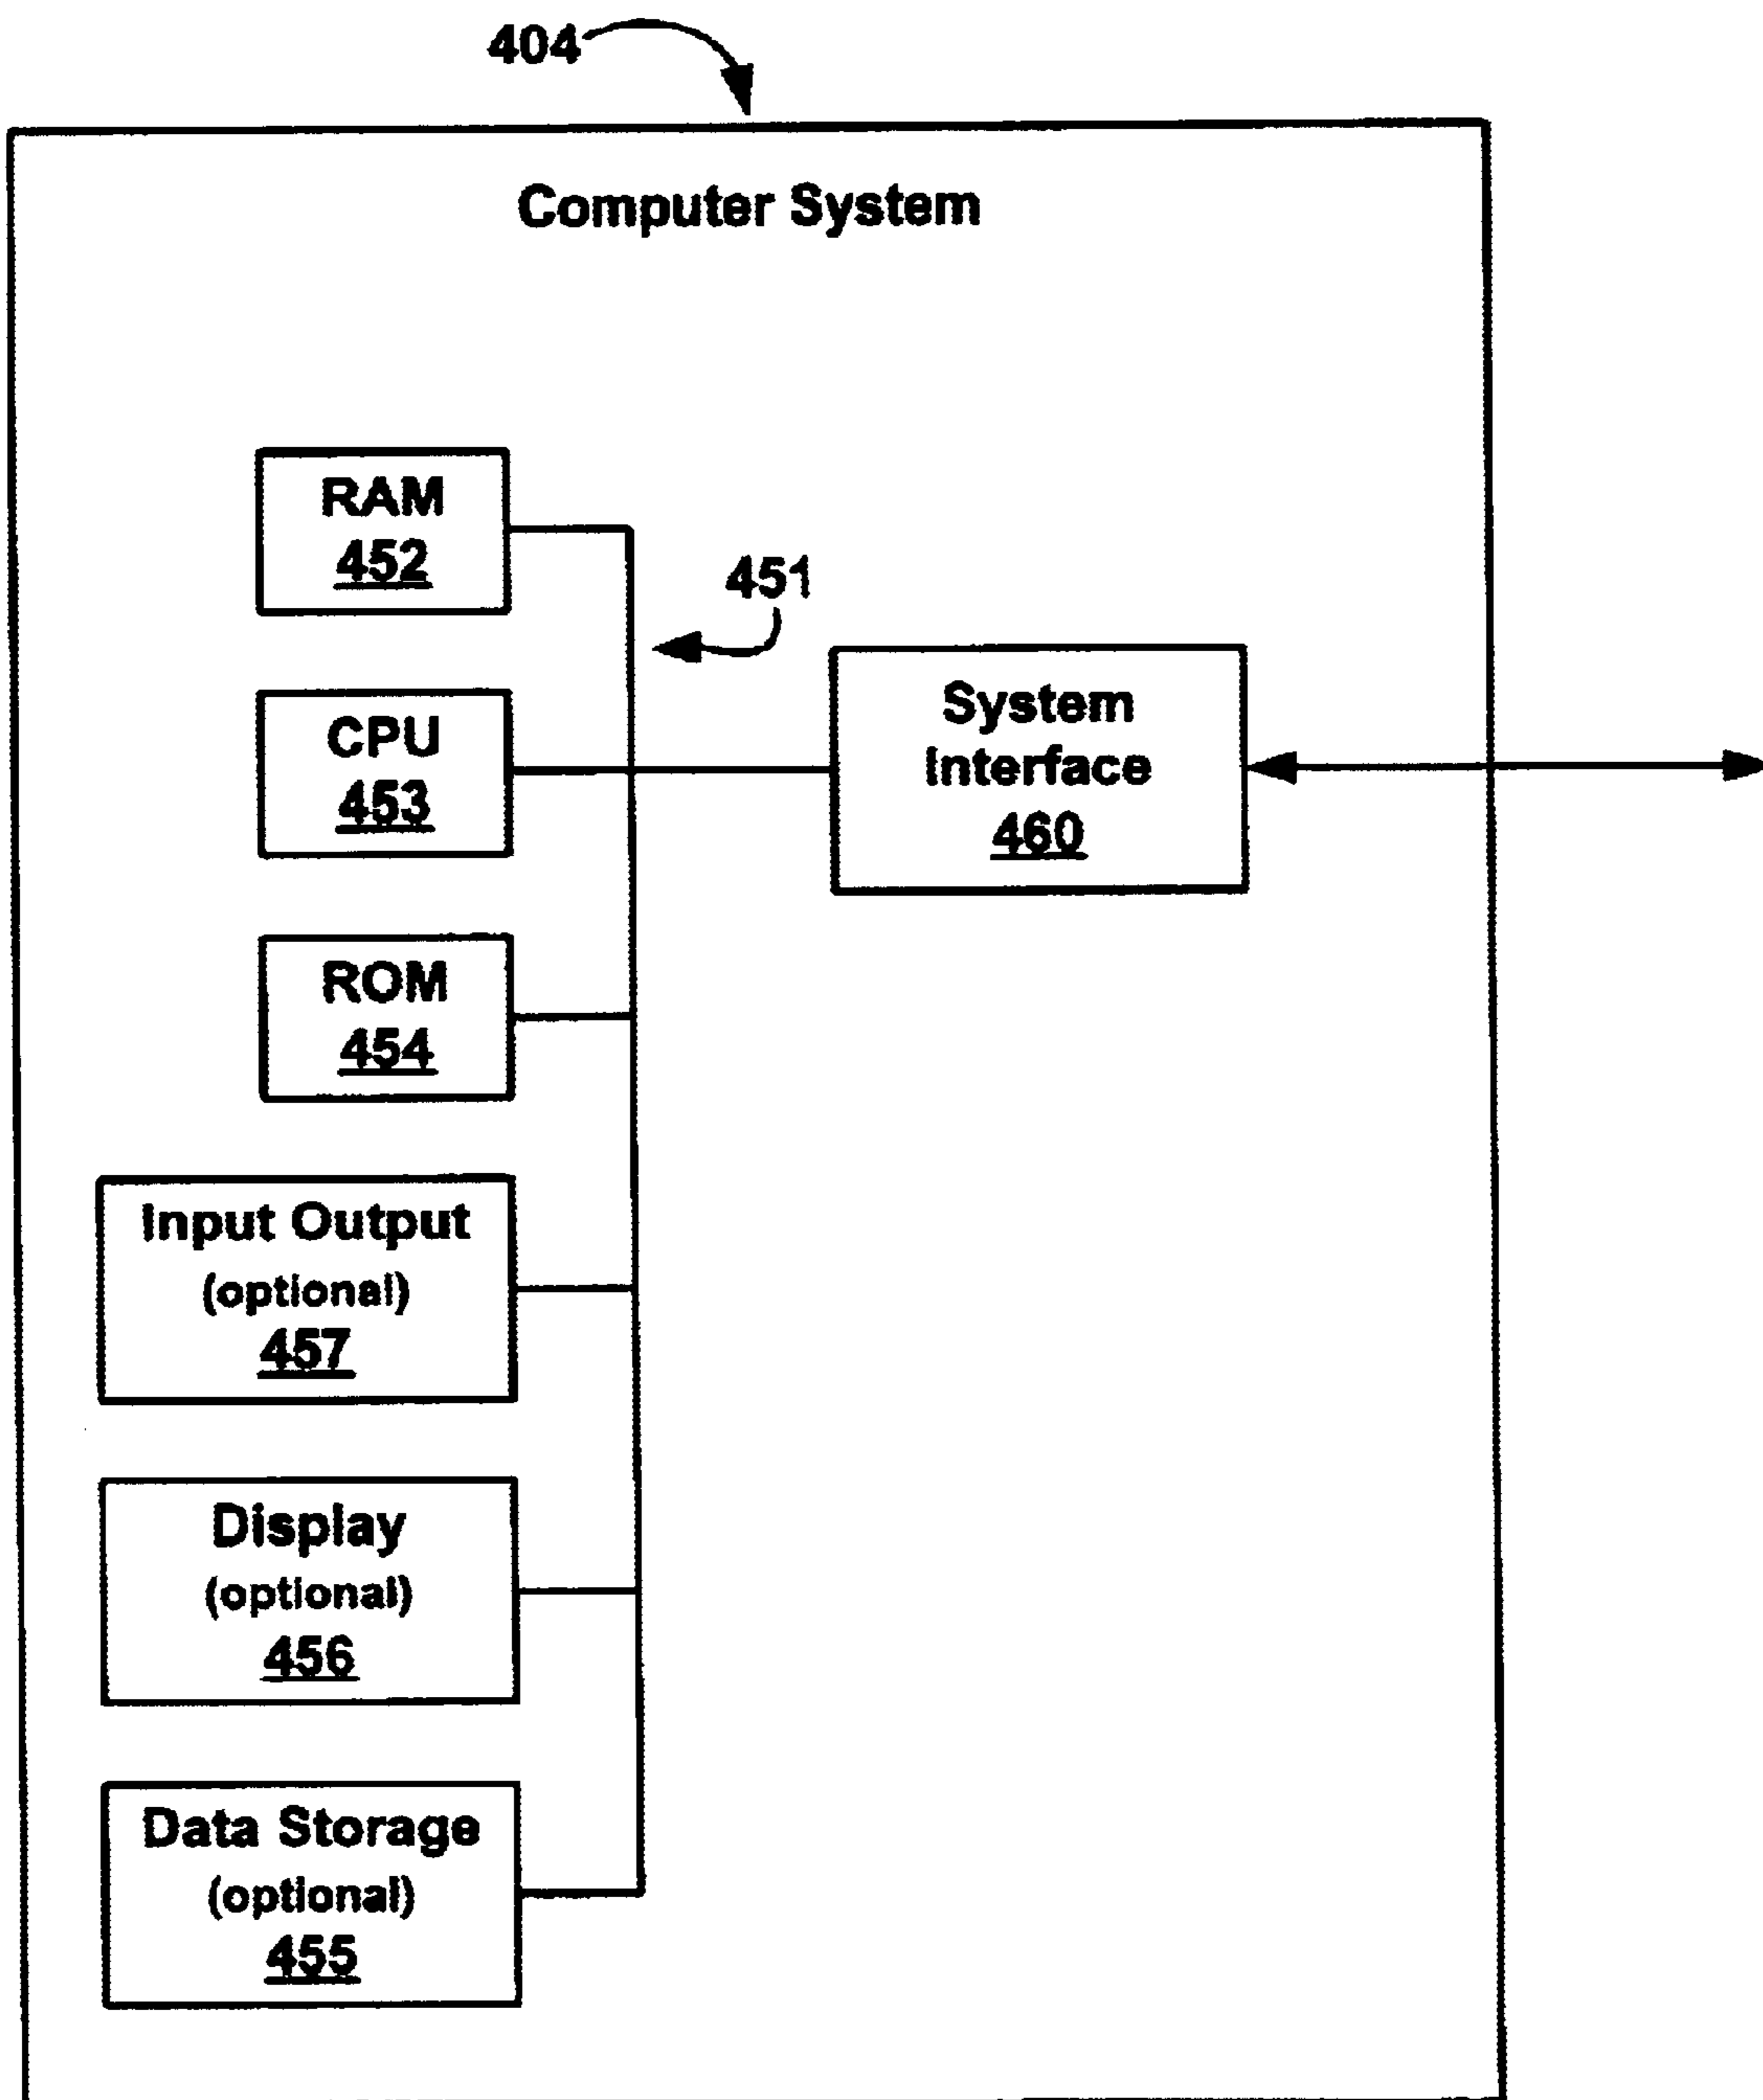 404
Computer System
RAM
452
451
CPU
453
System
Interface
460
ROM
454
Input Output
(optional)
457
Display
(optional)
456
Data Storage
(optional)
455